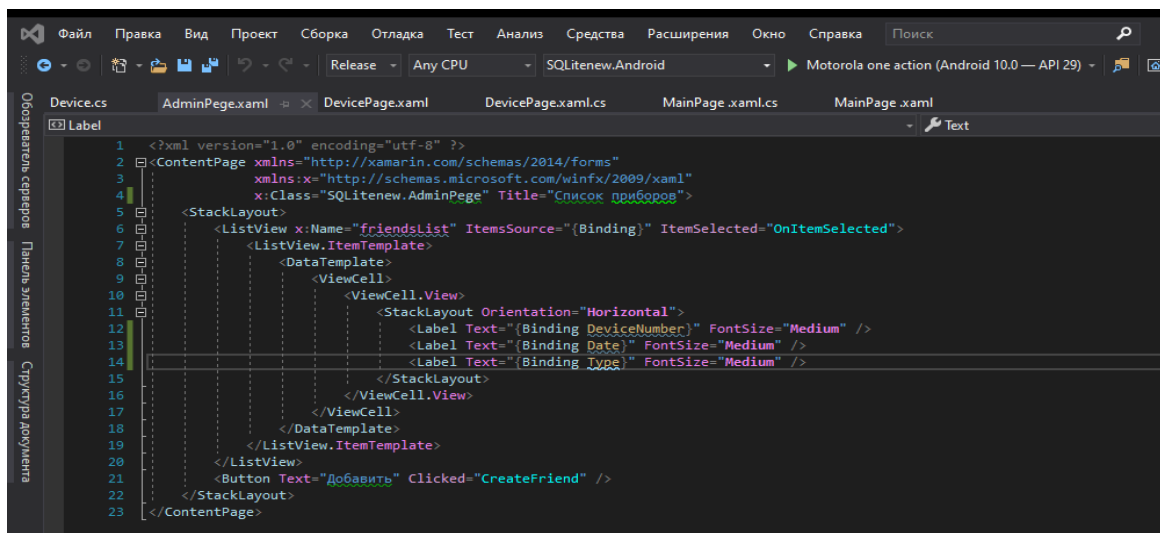 Файл Правка Вид Проект Сборка Отладка Тест Анализ Средства Расширения Окно Справка Поиск
Release Any CPU SQLitenew.Android Motorola one action (Android 10.0 — API 29)
Обозреватель серверов
Панель элементов
Структура документа
Device.cs AdminPege.xaml DevicePage.xaml DevicePage.xaml.cs MainPage .xaml.cs MainPage .xaml
Label Text
1 <?xml version="1.0" encoding="utf-8" ?>
2 <ContentPage xmlns="http://xamarin.com/schemas/2014/forms"
3 xmlns:x="http://schemas.microsoft.com/winfx/2009/xaml"
4 x:Class="SQLitenew.AdminPege" Title="Список приборов">
5 <StackLayout>
6 <ListView x:Name="friendsList" ItemsSource="{Binding}" ItemSelected="OnItemSelected">
7 <ListView.ItemTemplate>
8 <DataTemplate>
9 <ViewCell>
10 <ViewCell.View>
11 <StackLayout Orientation="Horizontal">
12 <Label Text="{Binding DeviceNumber}" FontSize="Medium" />
13 <Label Text="{Binding Date}" FontSize="Medium" />
14 <Label Text="{Binding Type}" FontSize="Medium" />
15 </StackLayout>
16 </ViewCell.View>
17 </ViewCell>
18 </DataTemplate>
19 </ListView.ItemTemplate>
20 </ListView>
21 <Button Text="Добавить" Clicked="CreateFriend" />
22 </StackLayout>
23 </ContentPage>